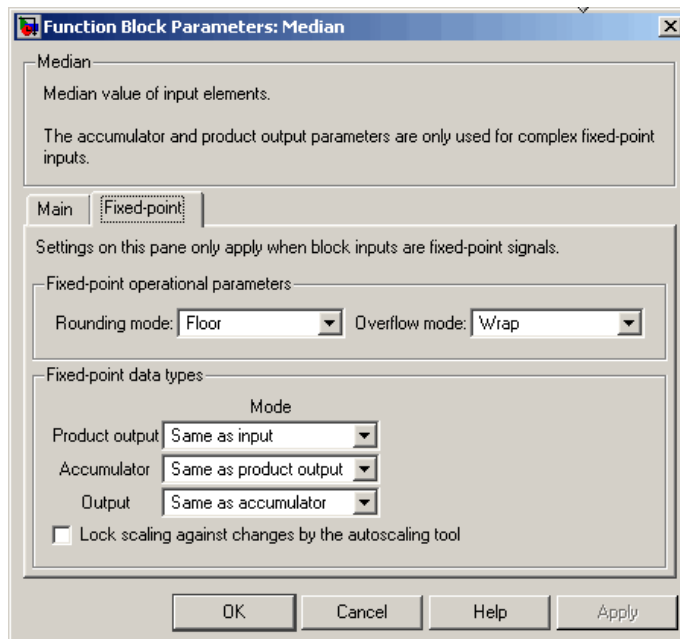 Function Block Parameters: Median
Median
Median value of input elements.
The accumulator and product output parameters are only used for complex fixed-point
inputs.
Main Fixed-point
Settings on this pane only apply when block inputs are fixed-point signals.
Fixed-point operational parameters
Rounding mode: Floor Overflow mode: Wrap
Fixed-point data types
Mode
Product output Same as input
Accumulator Same as product output
Output Same as accumulator
Lock scaling against changes by the autoscaling tool
OK Cancel Help Apply